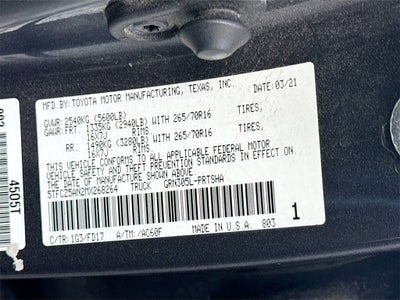 MFD.BY:TOYOTA MOTOR MANUFACTURING, TEXAS, INC. 03/21
GVWR:2540KG (5600LB)
GAWR:FRT. 1335KG (2940LB) WITH 265/70R16 TIRES,
16X7J RIMS
RR. 1490KG (3280LB) WITH 265/70R16 TIRES,
16X7J RIMS
THIS VEHICLE CONFORMS TO ALL APPLICABLE FEDERAL MOTOR
VEHICLE SAFETY AND THEFT PREVENTION STANDARDS IN EFFECT ON
THE DATE OF MANUFACTURE SHOWN ABOVE.
5TFCZ5AN2MX268264 TRUCK GRN305L-PRTSHA
C/TR:1G3/FD17 A/TM:/AC60F MADE IN U.S.A 803 1
4505T